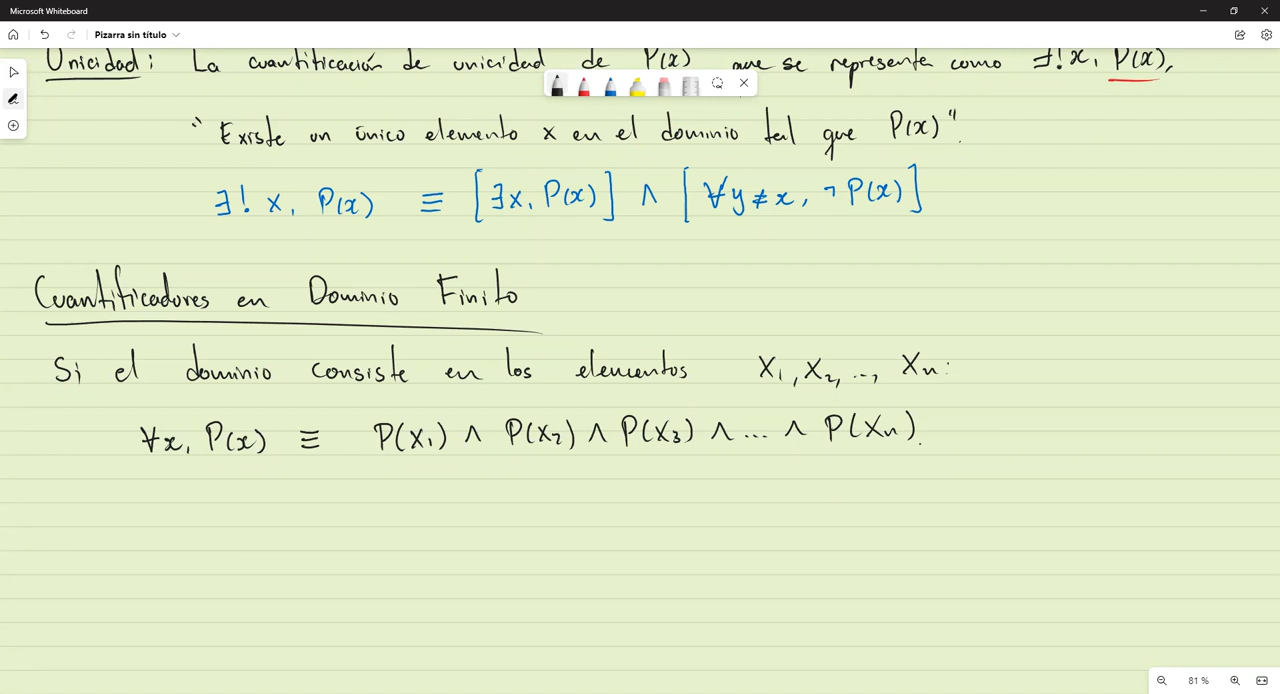 Microsoft Whiteboard
Pizarra sin título
Unicidad: La cuantificación de unicidad de P(x) que se representa como ∃! x, P(x),
"Existe un único elemento x en el dominio tal que P(x)".
∃! x, P(x) ≡ [∃x, P(x)] ∧ [∀y ≠ x, ¬P(x)]
Cuantificadores en Dominio Finito
Si el dominio consiste en los elementos X₁, X₂, ..., Xₙ:
∀x, P(x) ≡ P(X₁) ∧ P(X₂) ∧ P(X₃) ∧ ... ∧ P(Xₙ).
81 %